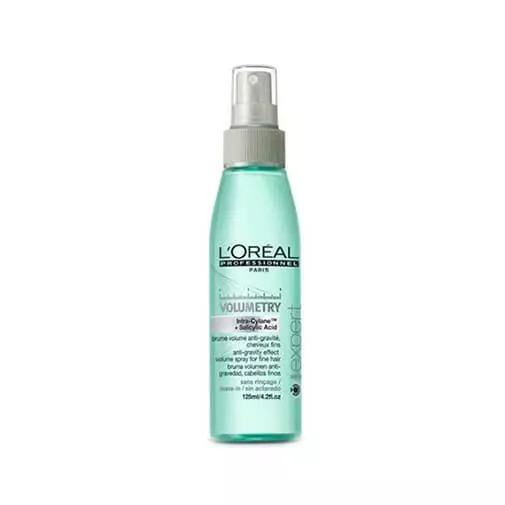 L'ORÉAL
PROFESSIONNEL
PARIS
VOLUMETRY
Intra-Cylane™
+ Salicylic Acid
brume volume anti-gravité,
cheveux fins
anti-gravity effect
volume spray for fine hair
bruma volumen anti-
gravedad, cabellos finos
sans rinçage /
leave-in / sin aclarado
125ml/4.2fl.oz
expert